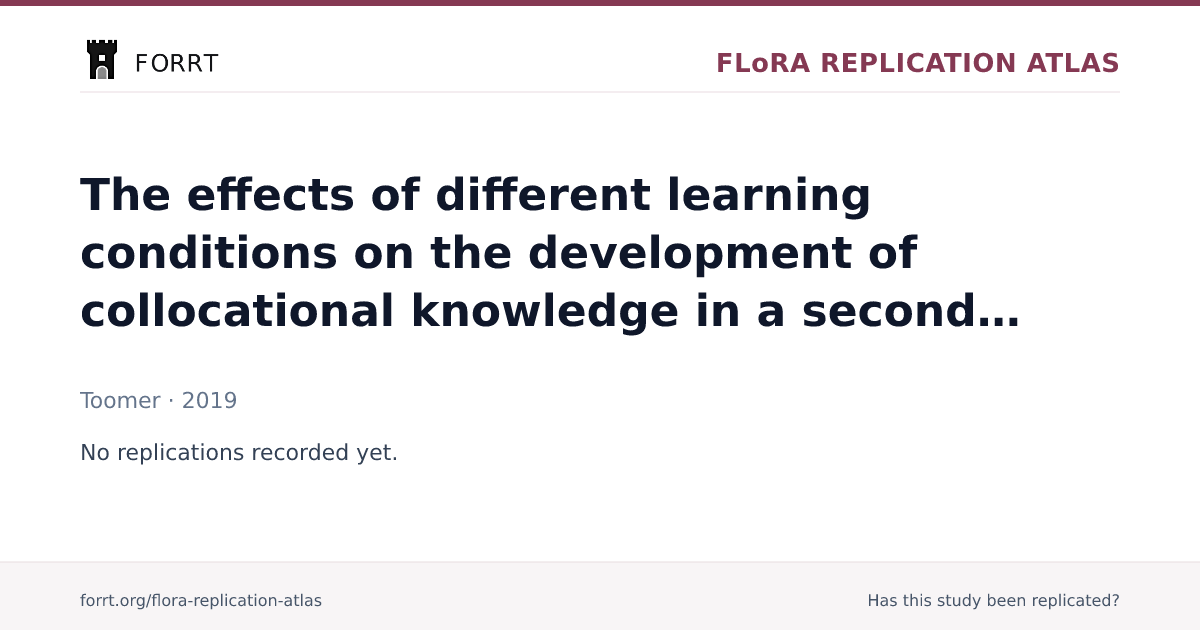 FORRT
FLoRA REPLICATION ATLAS
The effects of different learning
conditions on the development of
collocational knowledge in a second…
Toomer · 2019
No replications recorded yet.
forrt.org/flora-replication-atlas
Has this study been replicated?